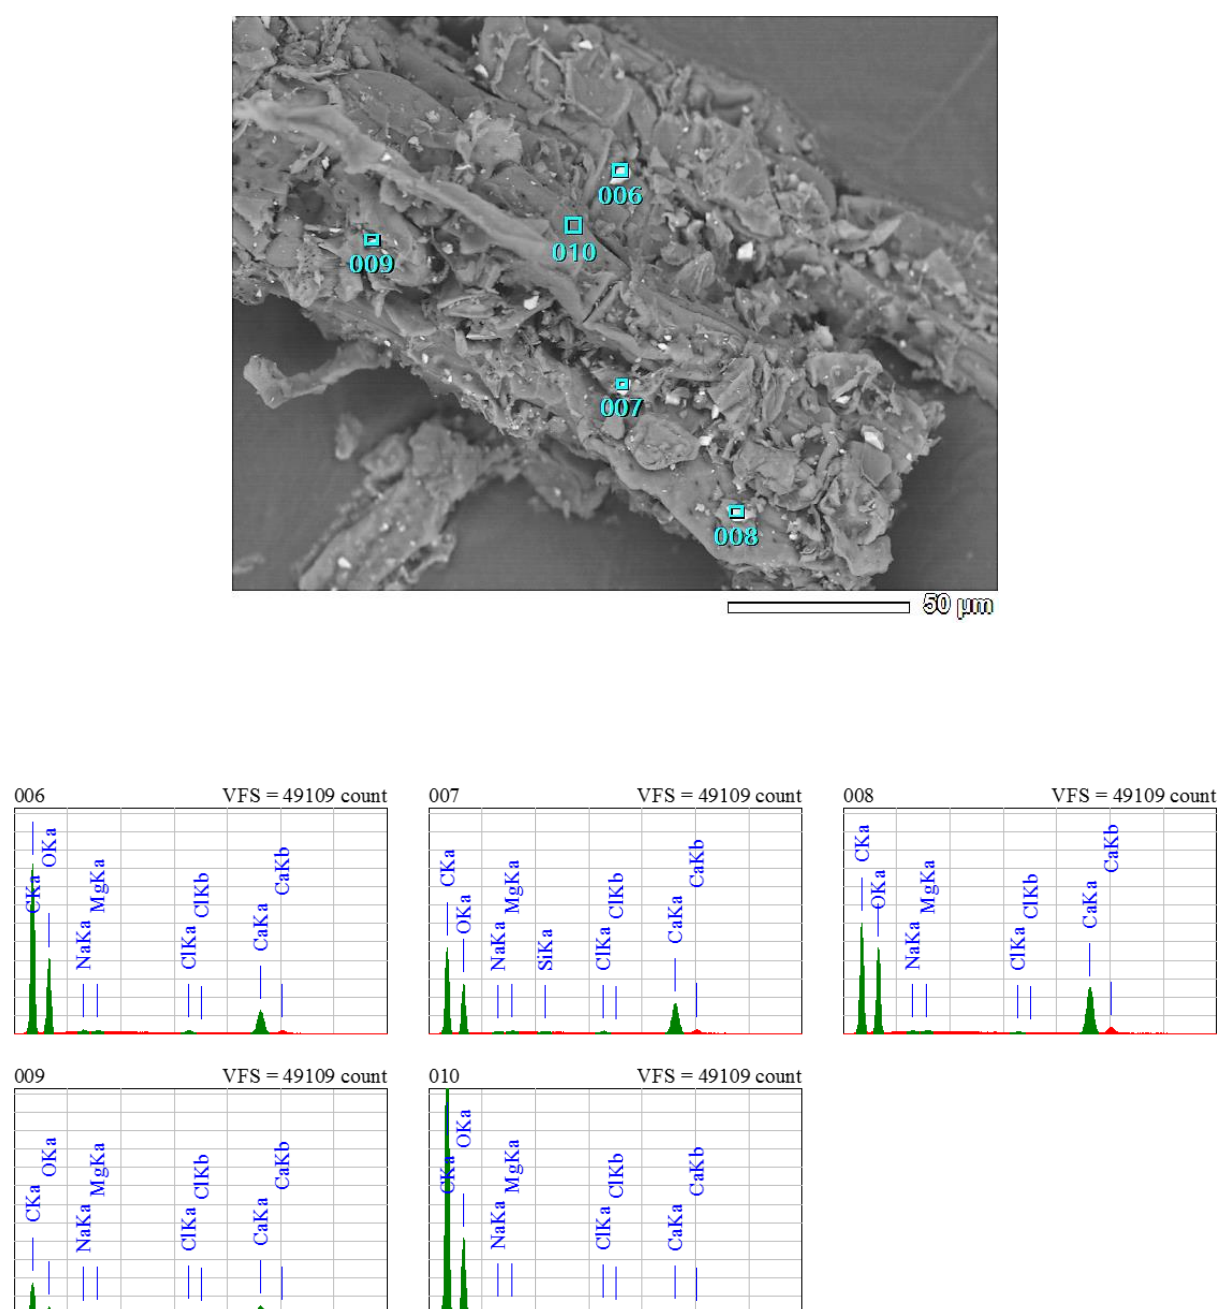 006
010
009
007
008
50 μm
006 VFS = 49109 count
CKa OKa NaKa MgKa ClKa ClKb CaKa CaKb
007 VFS = 49109 count
CKa OKa NaKa MgKa SiKa ClKa ClKb CaKa CaKb
008 VFS = 49109 count
CKa OKa NaKa MgKa ClKa ClKb CaKa CaKb
009 VFS = 49109 count
CKa OKa NaKa MgKa ClKa ClKb CaKa CaKb
010 VFS = 49109 count
CKa OKa NaKa MgKa ClKa ClKb CaKa CaKb